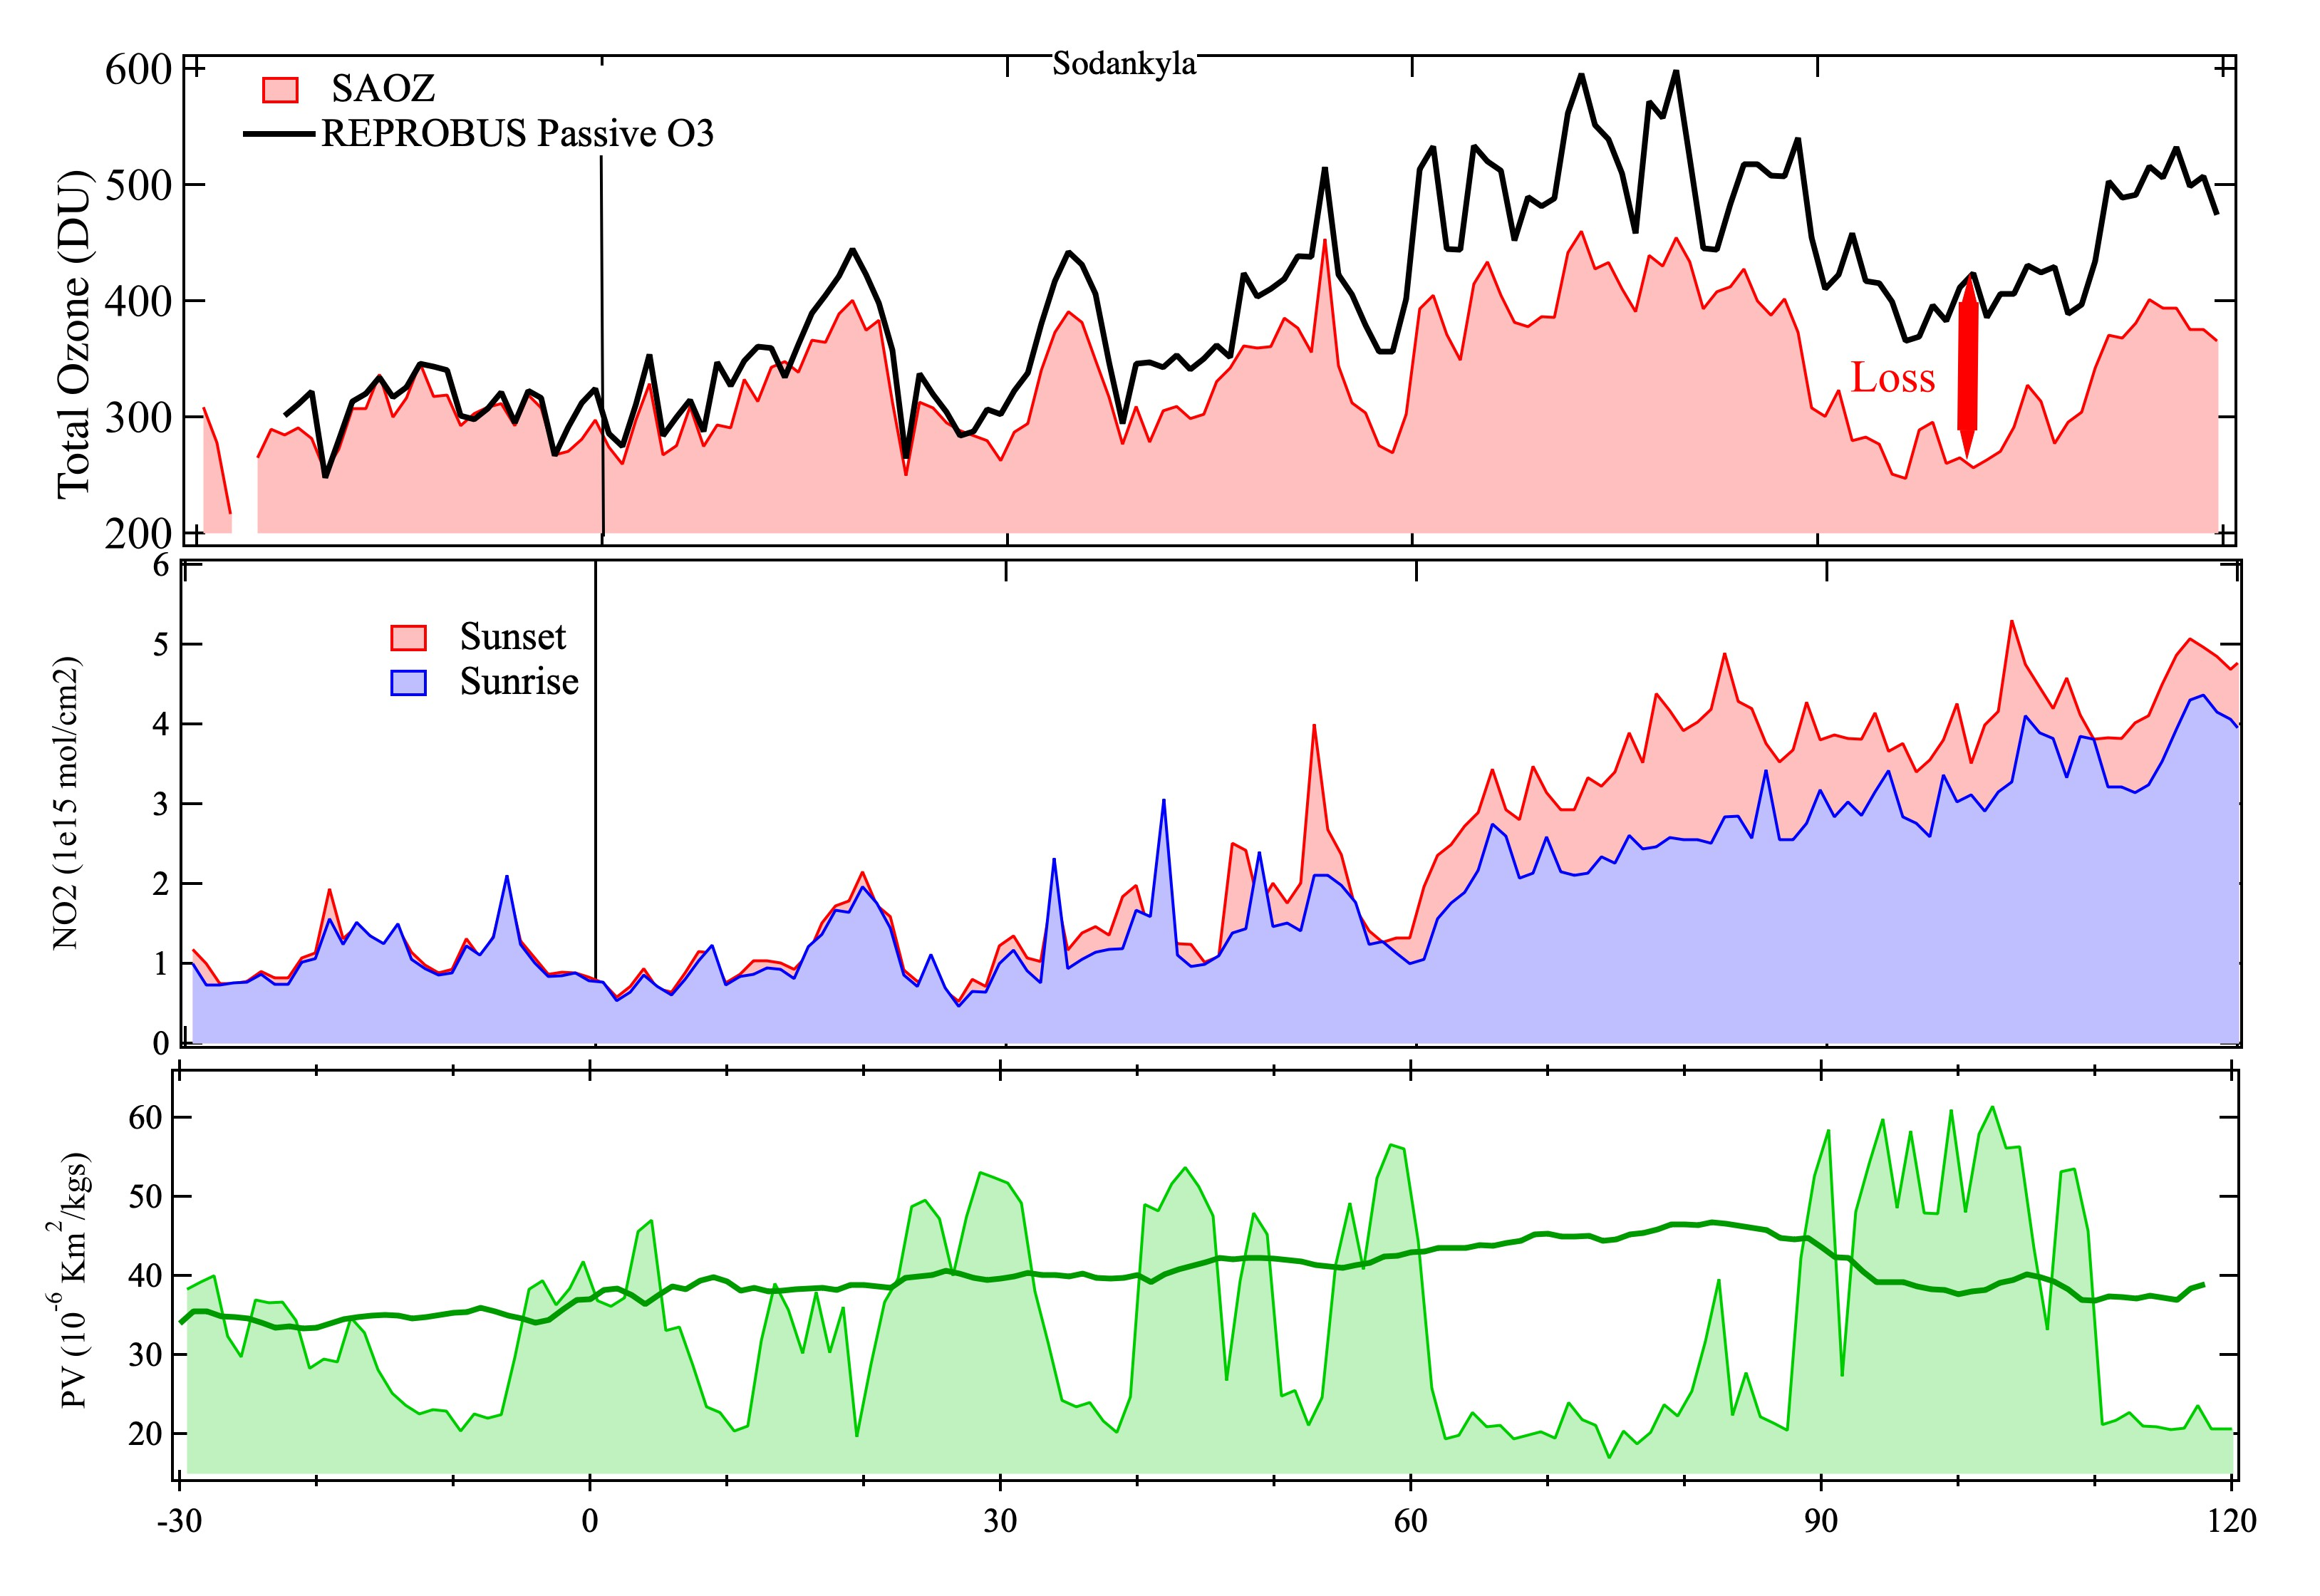 Sodankyla
600
500
400
300
200
Total Ozone (DU)
SAOZ
REPROBUS Passive O3
Loss
6
5
4
3
2
1
0
NO2 (1e15 mol/cm2)
Sunset
Sunrise
60
50
40
30
20
PV (10-6 Km2/kgs)
-30 0 30 60 90 120